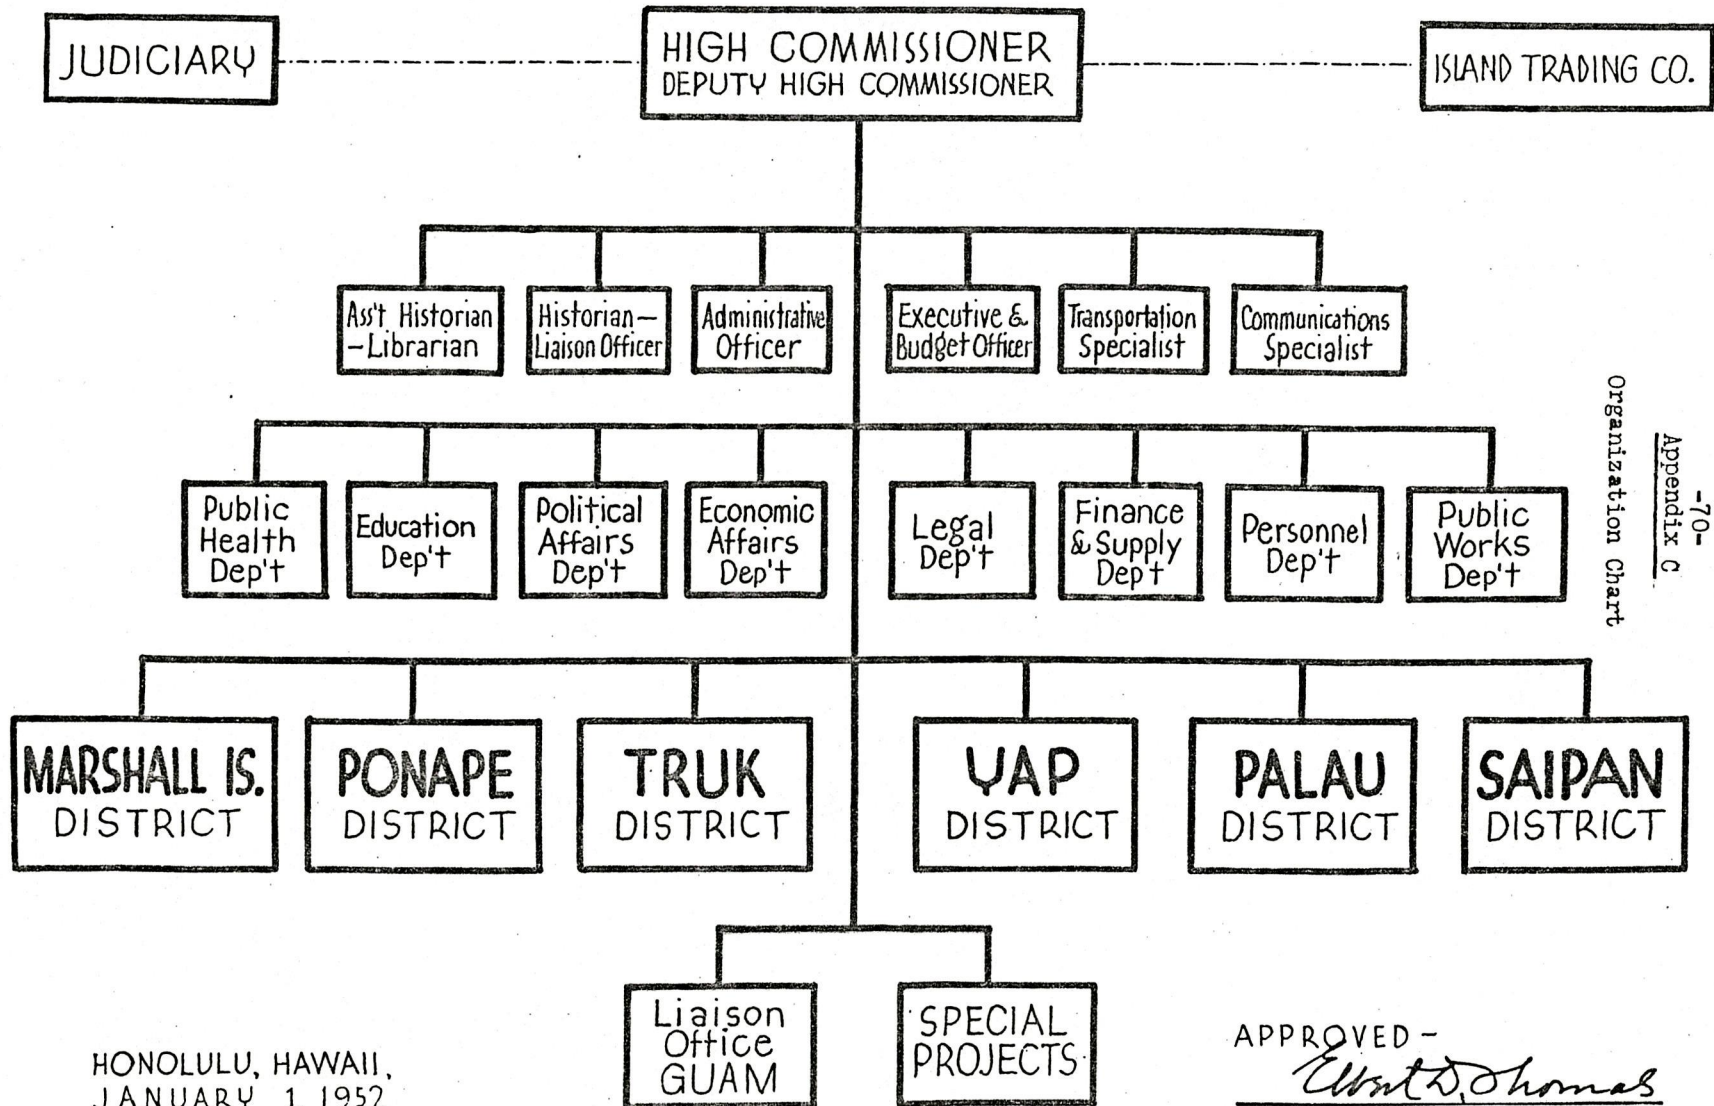 JUDICIARY
HIGH COMMISSIONER
DEPUTY HIGH COMMISSIONER
ISLAND TRADING CO.
Ass't Historian
-Librarian
Historian-
Liaison Officer
Administrative
Officer
Executive &
Budget Officer
Transportation
Specialist
Communications
Specialist
Public
Health
Dep't
Education
Dep't
Political
Affairs
Dep't
Economic
Affairs
Dep't
Legal
Dep't
Finance
& Supply
Dep't
Personnel
Dep't
Public
Works
Dep't
-70-
Appendix C
Organization Chart
MARSHALL IS.
DISTRICT
PONAPE
DISTRICT
TRUK
DISTRICT
YAP
DISTRICT
PALAU
DISTRICT
SAIPAN
DISTRICT
Liaison
Office
GUAM
SPECIAL
PROJECTS
HONOLULU, HAWAII,
JANUARY 1 1952
APPROVED -
Elbert D. Thomas